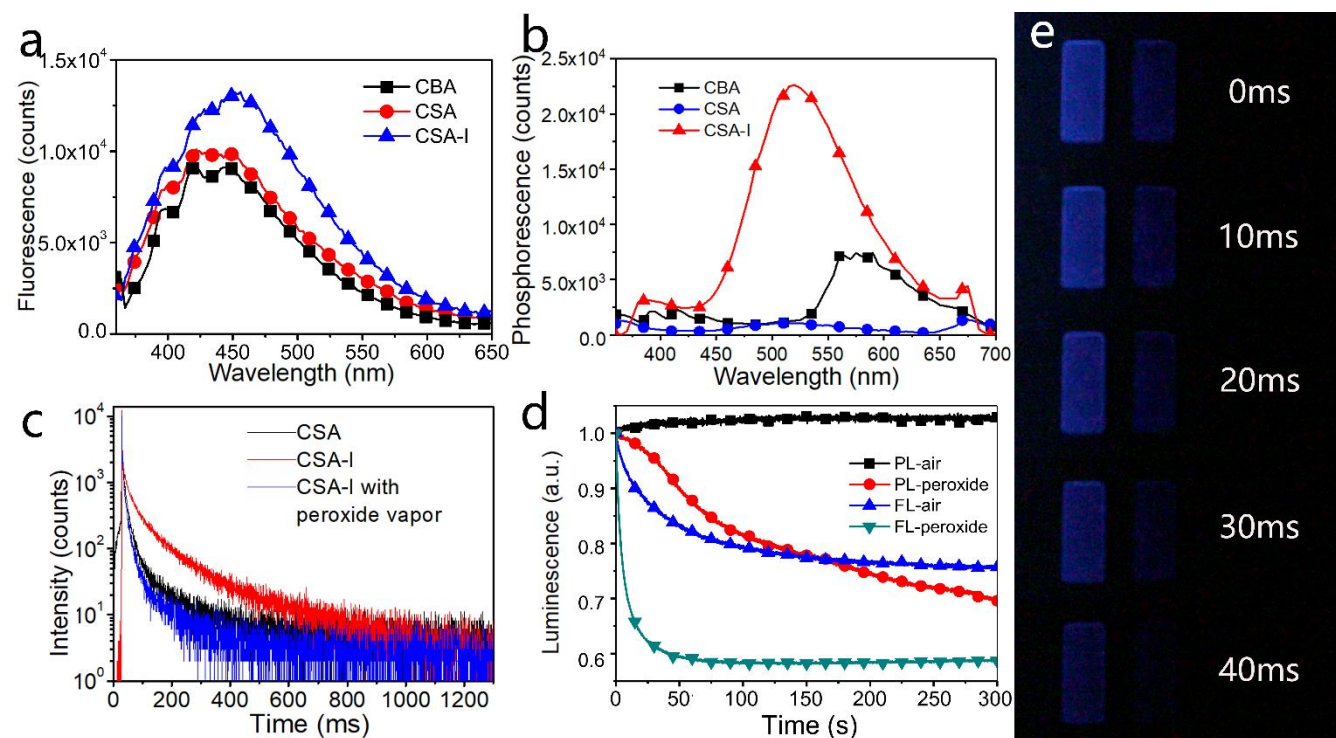 a
Fluorescence (counts)
1.5x10⁴
1.0x10⁴
5.0x10³
0.0
CBA
CSA
CSA-I
400 450 500 550 600 650
Wavelength (nm)
b
Phosphorescence (counts)
2.5x10⁴
2.0x10⁴
1.5x10⁴
1.0x10⁴
5.0x10³
0.0
CBA
CSA
CSA-I
400 450 500 550 600 650 700
Wavelength (nm)
c
Intensity (counts)
10⁴
10³
10²
10¹
10⁰
CSA
CSA-I
CSA-I with
peroxide vapor
0 200 400 600 800 1000 1200
Time (ms)
d
Luminescence (a.u.)
1.0
0.9
0.8
0.7
0.6
PL-air
PL-peroxide
FL-air
FL-peroxide
0 50 100 150 200 250 300
Time (s)
e
0ms
10ms
20ms
30ms
40ms